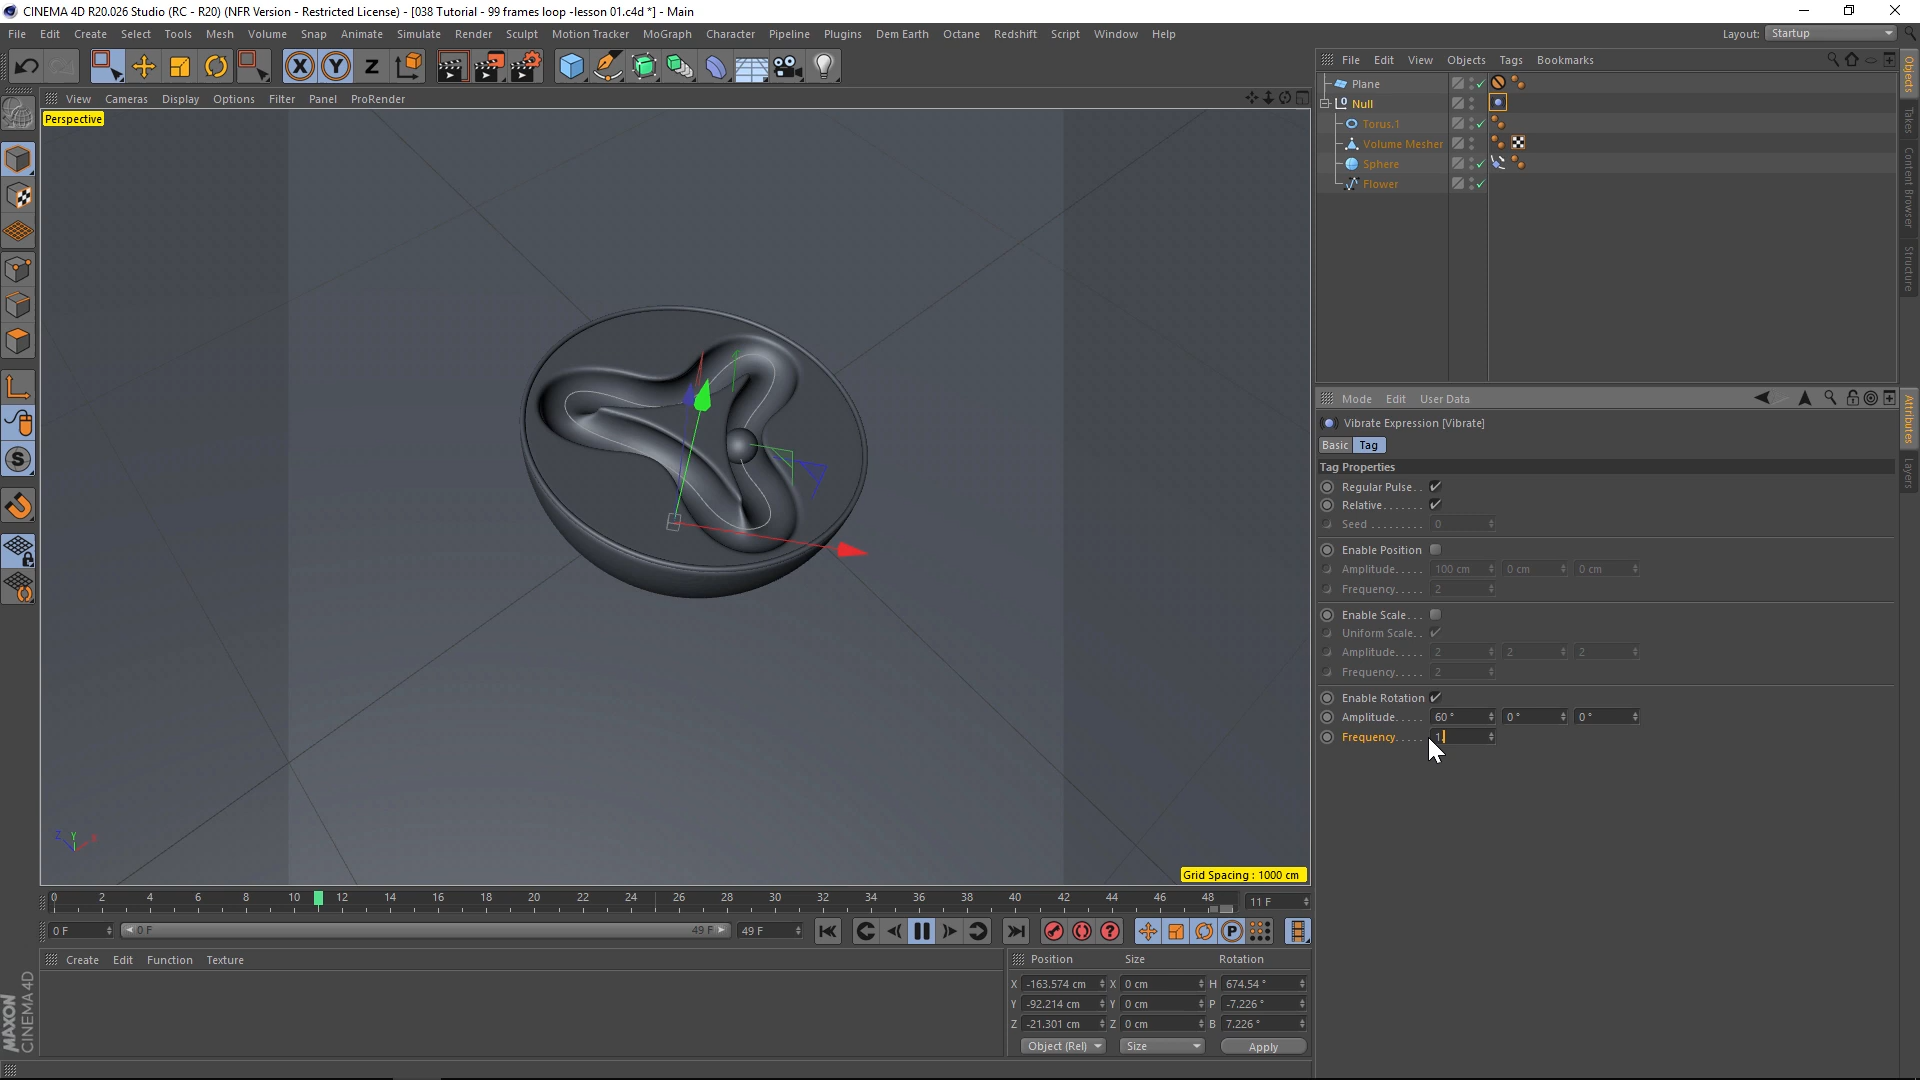 CINEMA 4D R20.026 Studio (RC - R20) (NFR Version - Restricted License) - [038 Tutorial - 99 frames loop -lesson 01.c4d *] - Main
File Edit Create Select Tools Mesh Volume Snap Animate Simulate Render Sculpt Motion Tracker MoGraph Character Pipeline Plugins Dem Earth Octane Redshift Script Window Help
Layout: Startup
X Y Z
File Edit View Objects Tags Bookmarks
View Cameras Display Options Filter Panel ProRender
Perspective
Plane
Null
Torus.1
Volume Mesher
Sphere
Flower
Objects
Takes
Content Browser
Structure
Mode Edit User Data
Vibrate Expression [Vibrate]
Basic Tag
Tag Properties
Regular Pulse. .
Relative. . . . . . .
Seed . . . . . . . . . 0
Enable Position
Amplitude. . . . . 100 cm 0 cm 0 cm
Frequency. . . . . 2
Enable Scale. . .
Uniform Scale. .
Amplitude. . . . . 2 2 2
Frequency. . . . . 2
Enable Rotation
Amplitude. . . . . 60 ° 0 ° 0 °
Frequency. . . . . 1
Attributes
Layers
Z Y X
Grid Spacing : 1000 cm
0 2 4 6 8 10 12 14 16 18 20 22 24 26 28 30 32 34 36 38 40 42 44 46 48
11 F
0 F 0 F 49 F 49 F
Create Edit Function Texture
Position Size Rotation
X -163.574 cm X 0 cm H 674.54 °
Y -92.214 cm Y 0 cm P -7.226 °
Z -21.301 cm Z 0 cm B 7.226 °
Object (Rel) Size Apply
MAXON
CINEMA 4D